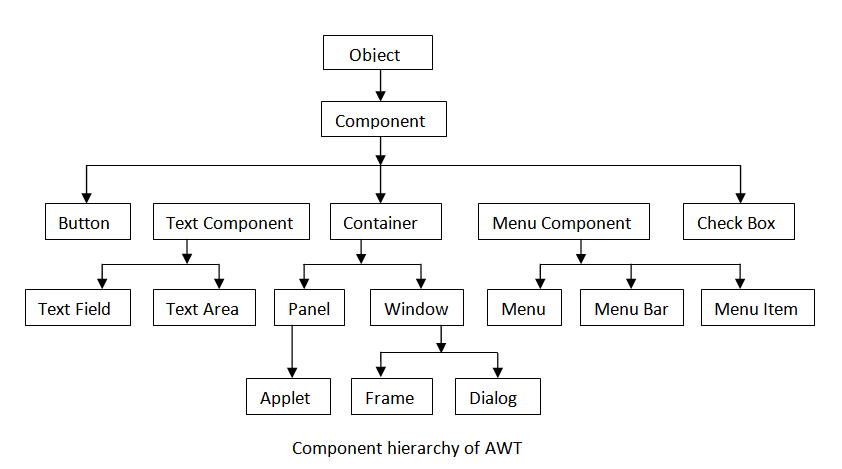 Object
Component
Button
Text Component
Container
Menu Component
Check Box
Text Field
Text Area
Panel
Window
Menu
Menu Bar
Menu Item
Applet
Frame
Dialog
Component hierarchy of AWT